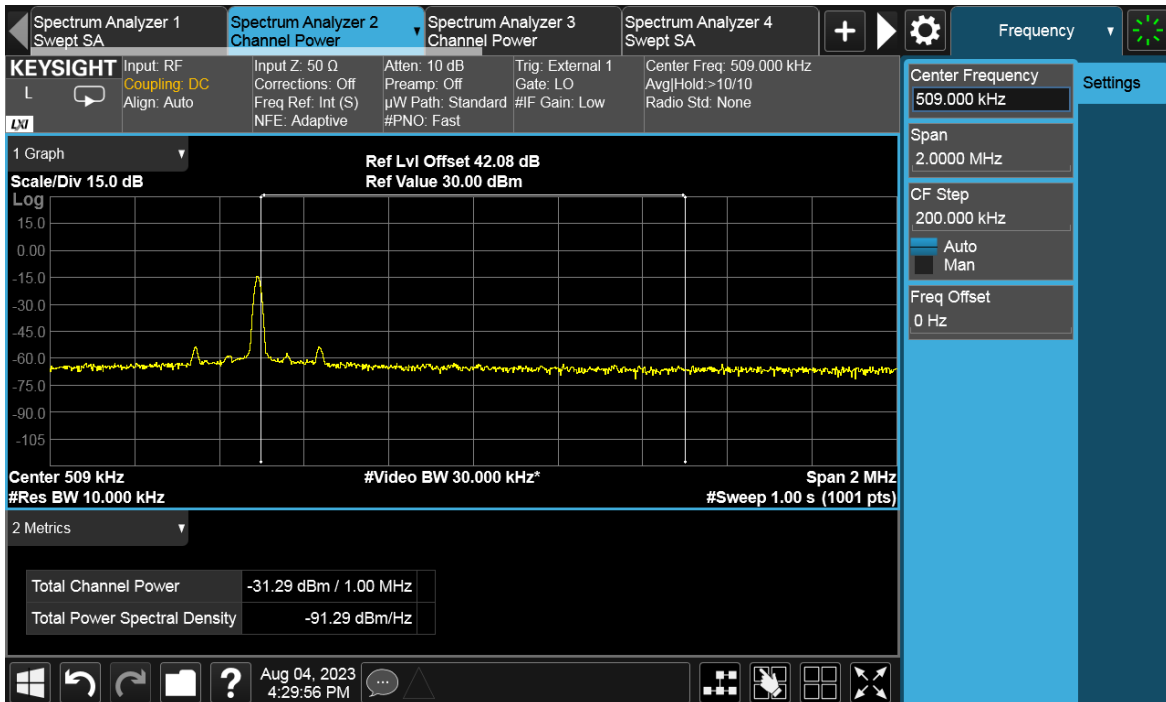 Spectrum Analyzer 1
Swept SA
Spectrum Analyzer 2
Channel Power
Spectrum Analyzer 3
Channel Power
Spectrum Analyzer 4
Swept SA
+
Frequency
KEYSIGHT
L
LXI
Input: RF
Coupling: DC
Align: Auto
Input Z: 50 Ω
Corrections: Off
Freq Ref: Int (S)
NFE: Adaptive
Atten: 10 dB
Preamp: Off
µW Path: Standard
#PNO: Fast
Trig: External 1
Gate: LO
#IF Gain: Low
Center Freq: 509.000 kHz
Avg|Hold:>10/10
Radio Std: None
Center Frequency
509.000 kHz
Settings
Span
2.0000 MHz
CF Step
200.000 kHz
Auto
Man
Freq Offset
0 Hz
1 Graph
Scale/Div 15.0 dB
Ref Lvl Offset 42.08 dB
Ref Value 30.00 dBm
Log
15.0
0.00
-15.0
-30.0
-45.0
-60.0
-75.0
-90.0
-105
Center 509 kHz
#Video BW 30.000 kHz*
Span 2 MHz
#Res BW 10.000 kHz
#Sweep 1.00 s (1001 pts)
2 Metrics
Total Channel Power -31.29 dBm / 1.00 MHz
Total Power Spectral Density -91.29 dBm/Hz
?
Aug 04, 2023
4:29:56 PM